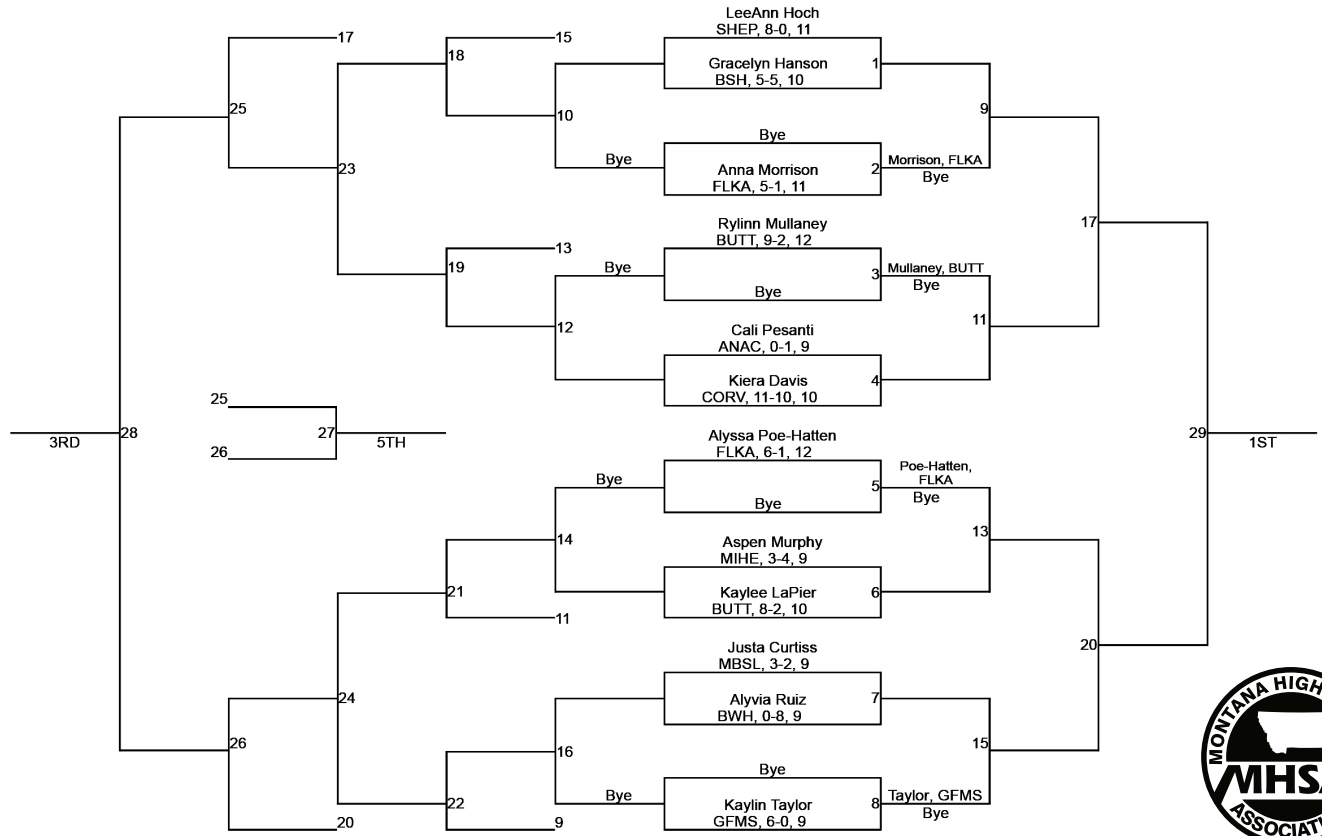 LeeAnn Hoch
SHEP, 8-0, 11
17
15
18
Gracelyn Hanson
1
BSH, 5-5, 10
25
10
9
Bye
Bye
Morrison, FLKA
23
Anna Morrison
2
Bye
FLKA, 5-1, 11
Rylinn Mullaney
17
BUTT, 9-2, 12
13
19
Bye
3
Mullaney, BUTT
Bye
Bye
12
11
Cali Pesanti
ANAC, 0-1, 9
Kiera Davis
4
CORV, 11-10, 10
25
3RD
28
27
5TH
29
1ST
26
Alyssa Poe-Hatten
FLKA, 6-1, 12
Poe-Hatten,
FLKA
Bye
5
Bye
Bye
14
13
Aspen Murphy
MIHE, 3-4, 9
21
Kaylee LaPier
6
BUTT, 8-2, 10
11
Justa Curtiss
20
MBSL, 3-2, 9
24
Alyvia Ruiz
7
BWH, 0-8, 9
26
16
15
Bye
Bye
Taylor, GFMS
22
Kaylin Taylor
8
Bye
GFMS, 6-0, 9
20
9
MONTANA HIGH
MHSA